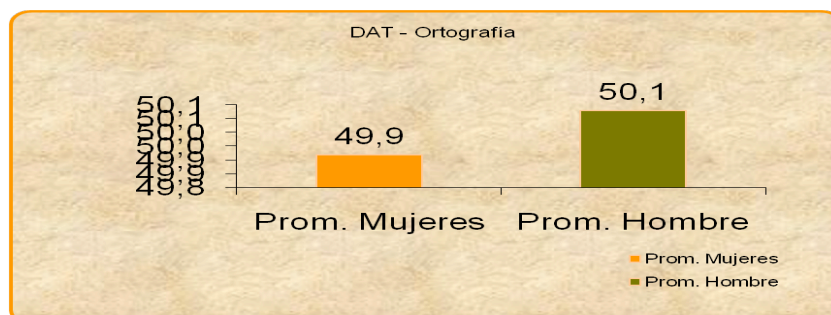 DAT - Ortografía
50,1
50,1
50,0
50,0
49,9
49,9
49,8
49,9
50,1
Prom. Mujeres
Prom. Hombre
Prom. Mujeres
Prom. Hombre